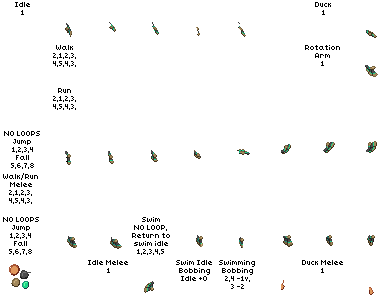 Idle
1
Duck
1
Walk
2,1,2,3,
4,5,4,3,
Rotation
Arm
1
Run
2,1,2,3,
4,5,4,3,
NO LOOPS
Jump
1,2,3,4
Fall
5,6,7,8
Walk/Run
Melee
2,1,2,3,
4,5,4,3,
NO LOOPS
Jump
1,2,3,4
Fall
5,6,7,8
Swim
NO LOOP,
Return to
swim idle
1,2,3,4,5
Idle Melee
1
Swim Idle
Bobbing
Idle +0
Swimming
Bobbing
2,4 -1v,
3 -2
Duck Melee
1